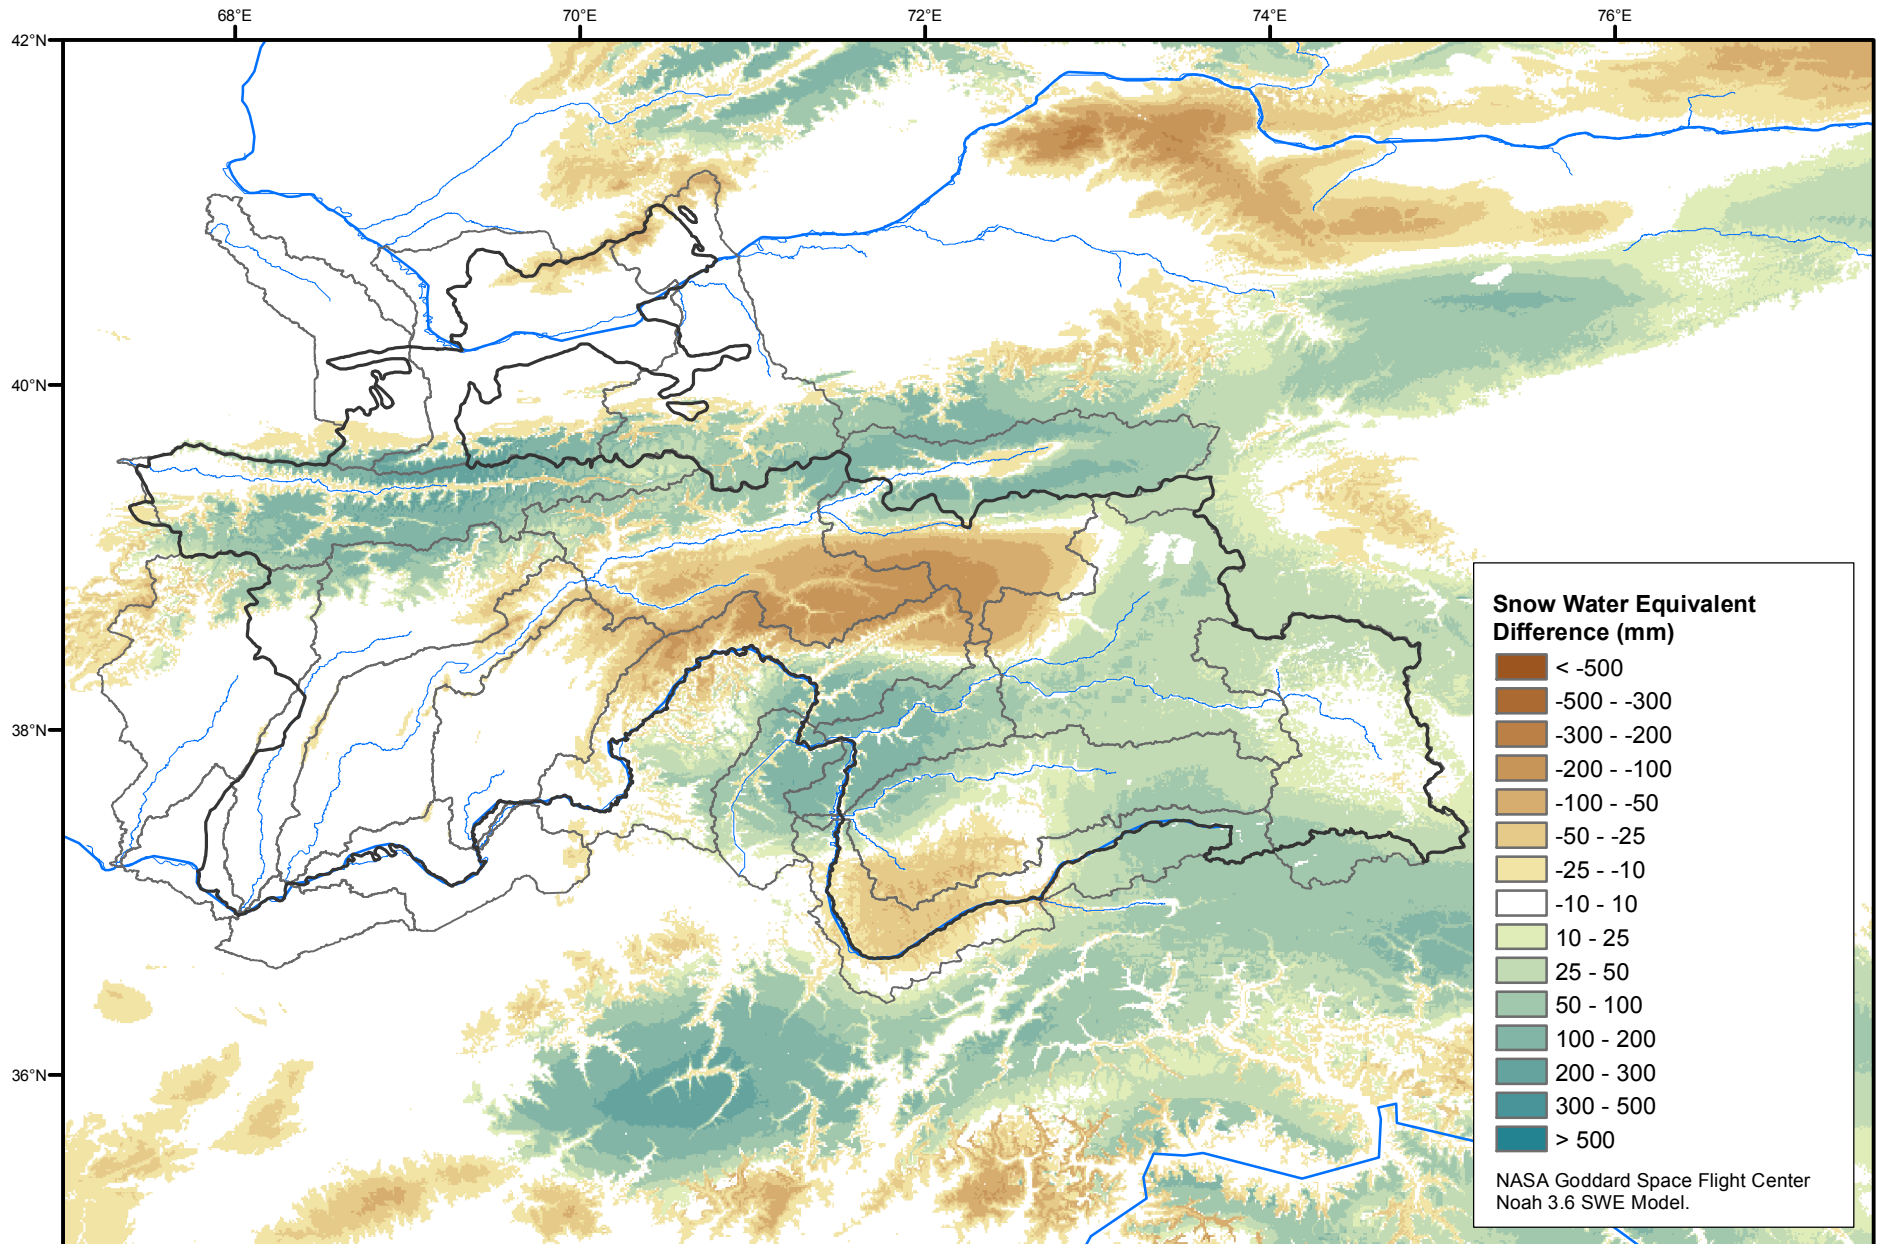 68°E 70°E 72°E 74°E 76°E
42°N
40°N
38°N
36°N
Snow Water Equivalent
Difference (mm)
< -500
-500 - -300
-300 - -200
-200 - -100
-100 - -50
-50 - -25
-25 - -10
-10 - 10
10 - 25
25 - 50
50 - 100
100 - 200
200 - 300
300 - 500
> 500
NASA Goddard Space Flight Center
Noah 3.6 SWE Model.